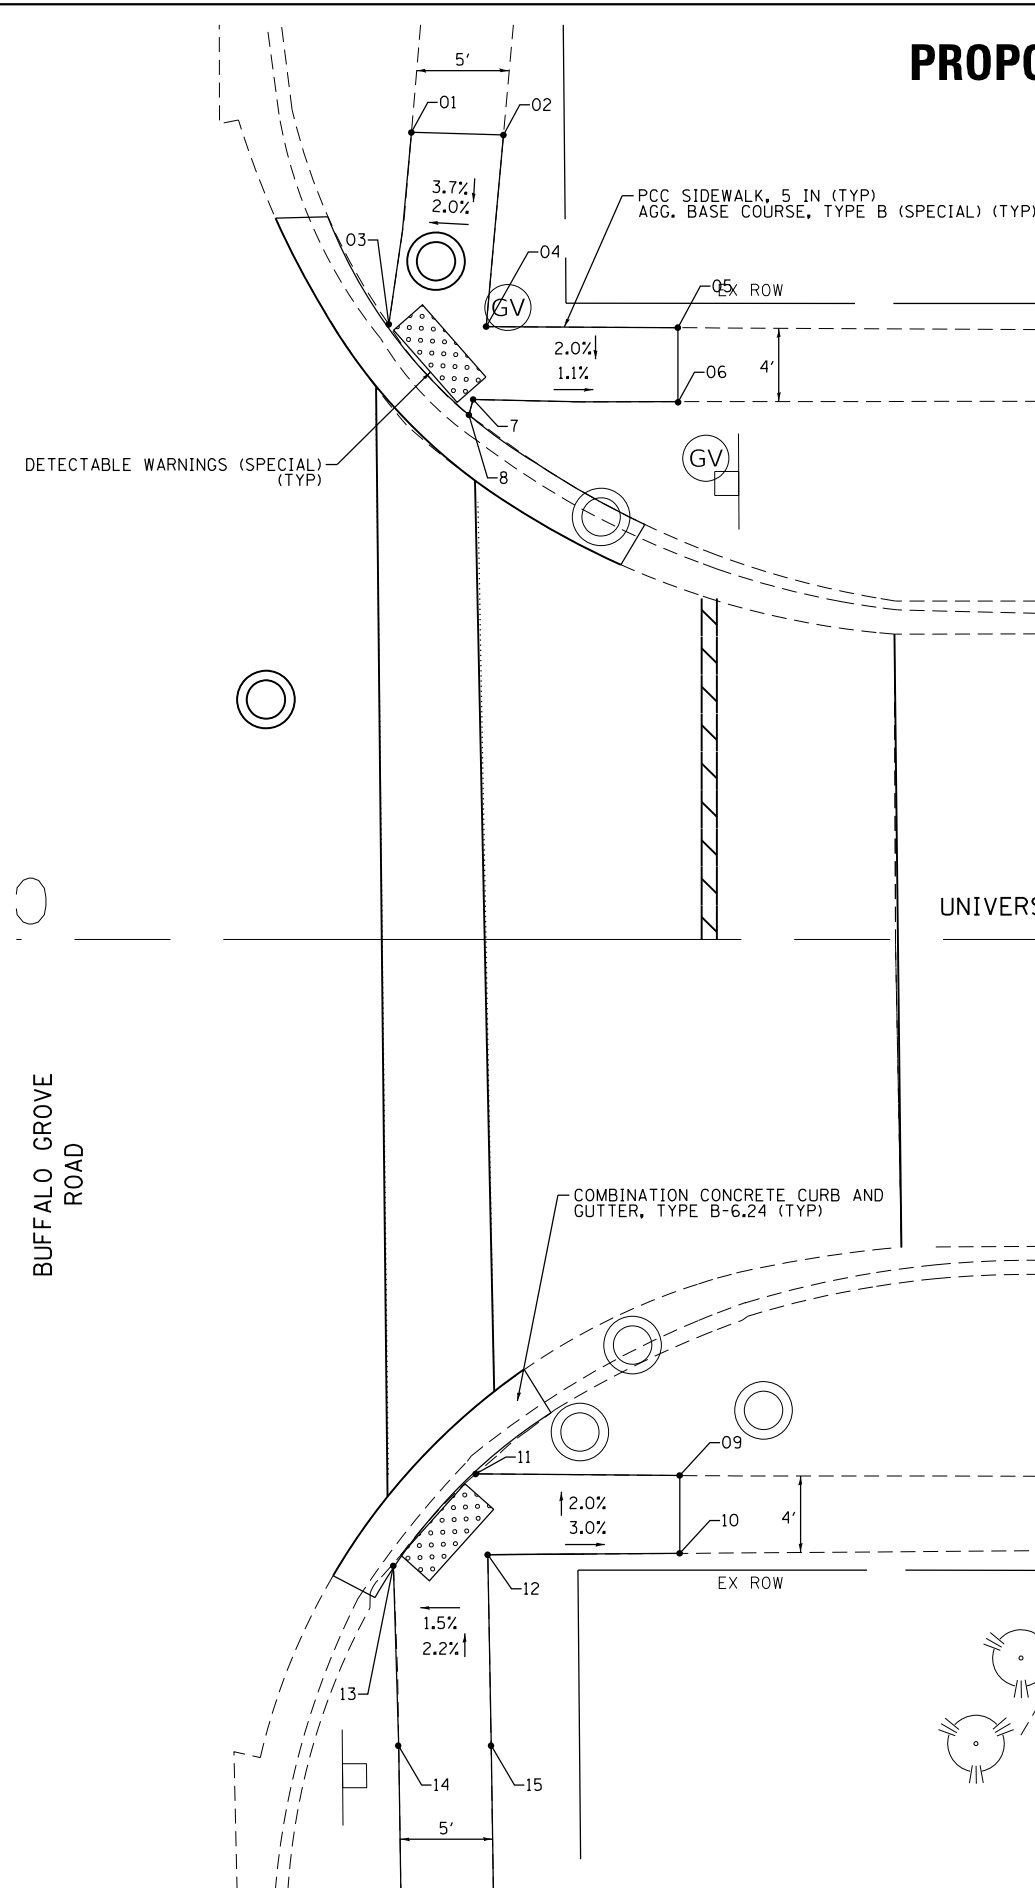 PROPO
5'
01
02
3.7%
2.0%
PCC SIDEWALK, 5 IN (TYP)
AGG. BASE COURSE, TYPE B (SPECIAL) (TYP)
03
04
05
EX ROW
GV
2.0%
1.1%
4'
06
7
8
GV
DETECTABLE WARNINGS (SPECIAL)
(TYP)
UNIVERS
BUFFALO GROVE
ROAD
COMBINATION CONCRETE CURB AND
GUTTER, TYPE B-6.24 (TYP)
09
11
2.0%
3.0%
4'
10
12
EX ROW
1.5%
2.2%
13
14
15
5'